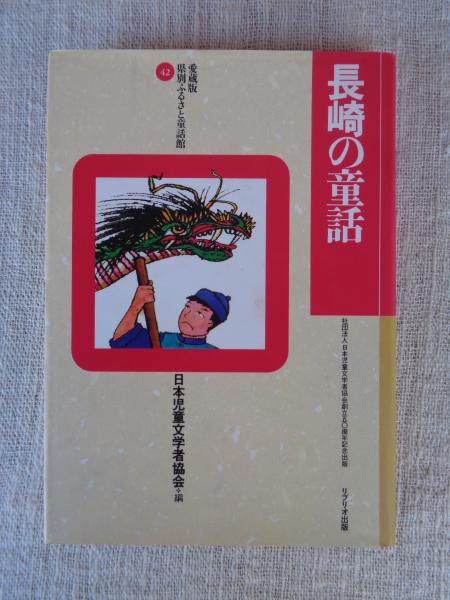 長崎の童話
愛蔵版
県別ふるさと童話館
42
日本児童文学者協会・編
社団法人日本児童文学者協会創立五〇周年記念出版
リブリオ出版